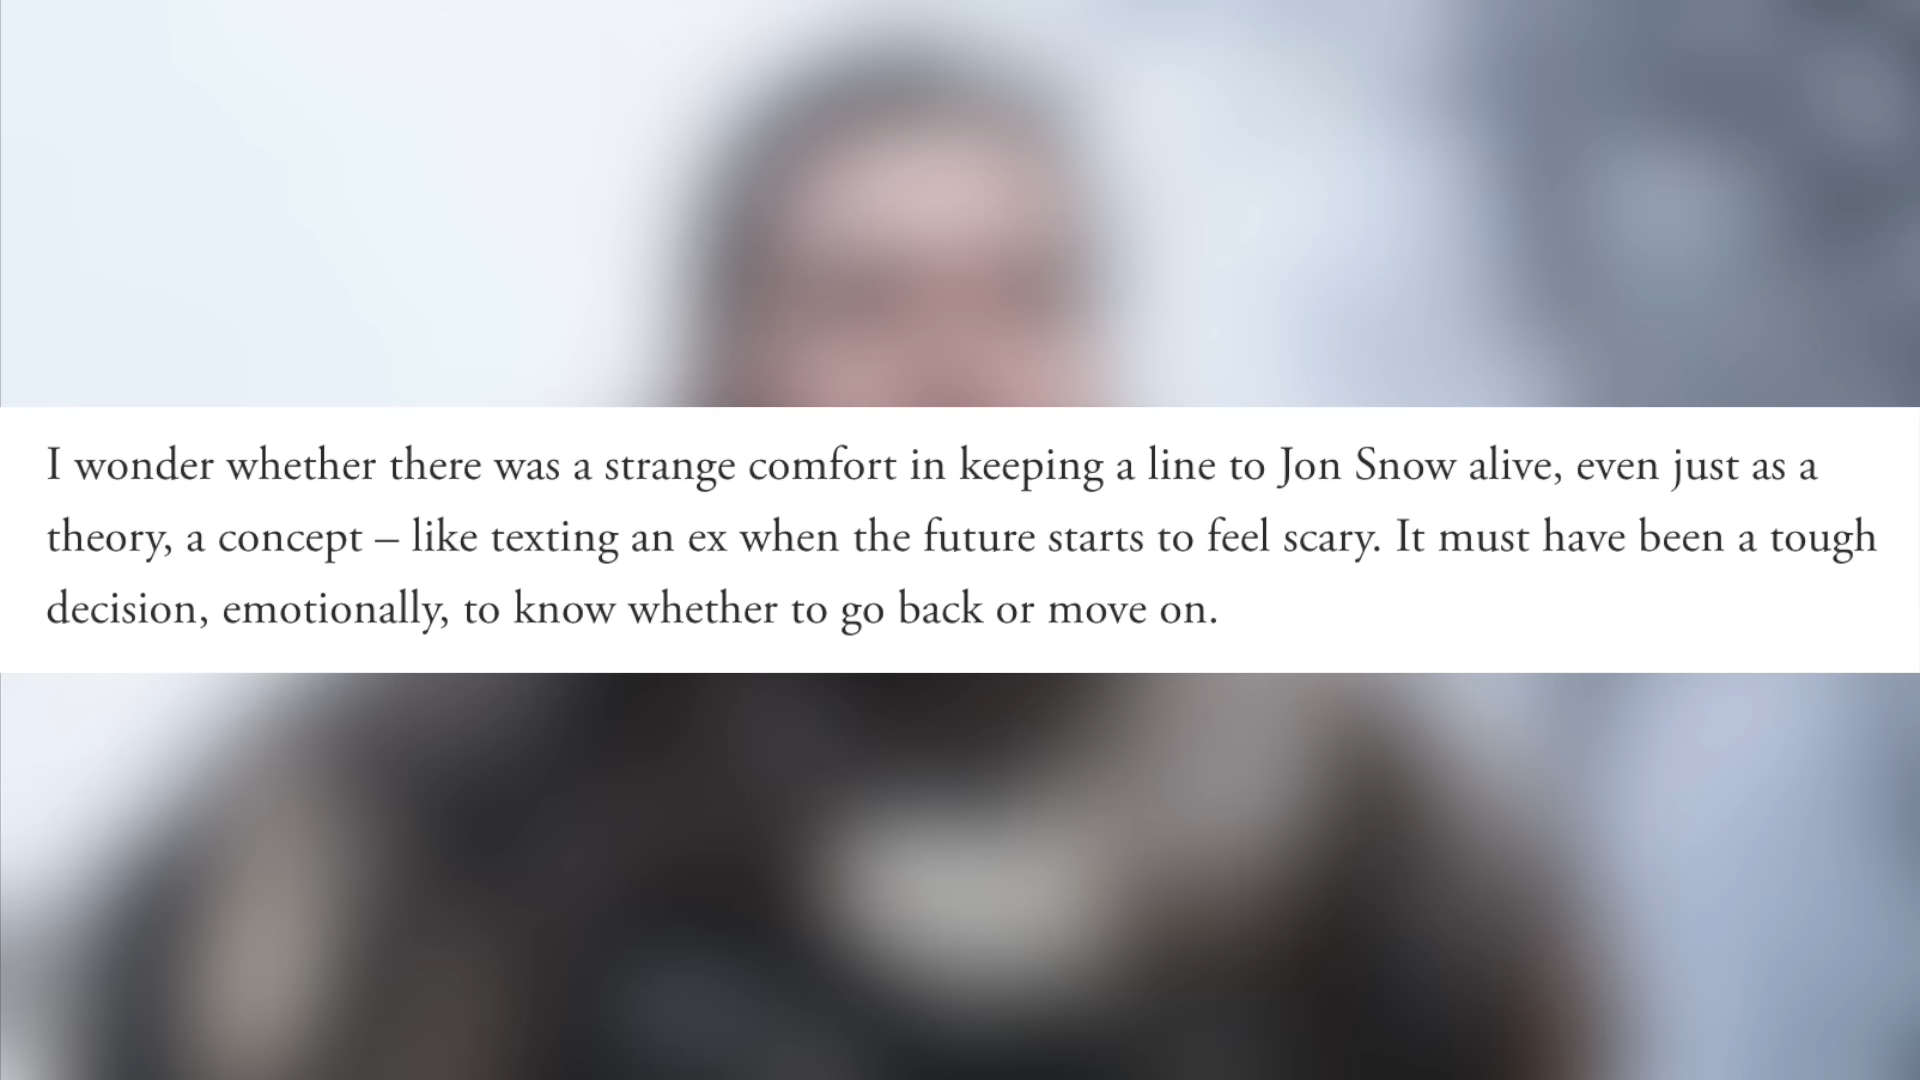 I wonder whether there was a strange comfort in keeping a line to Jon Snow alive, even just as a
theory, a concept – like texting an ex when the future starts to feel scary. It must have been a tough
decision, emotionally, to know whether to go back or move on.